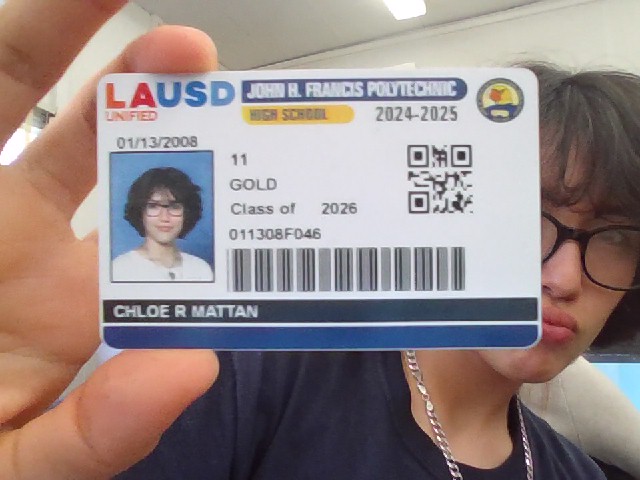 LAUSD
UNIFIED
JOHN H. FRANCIS POLYTECHNIC
HIGH SCHOOL
2024-2025
01/13/2008
11
GOLD
Class of 2026
011308F046
CHLOE R MATTAN